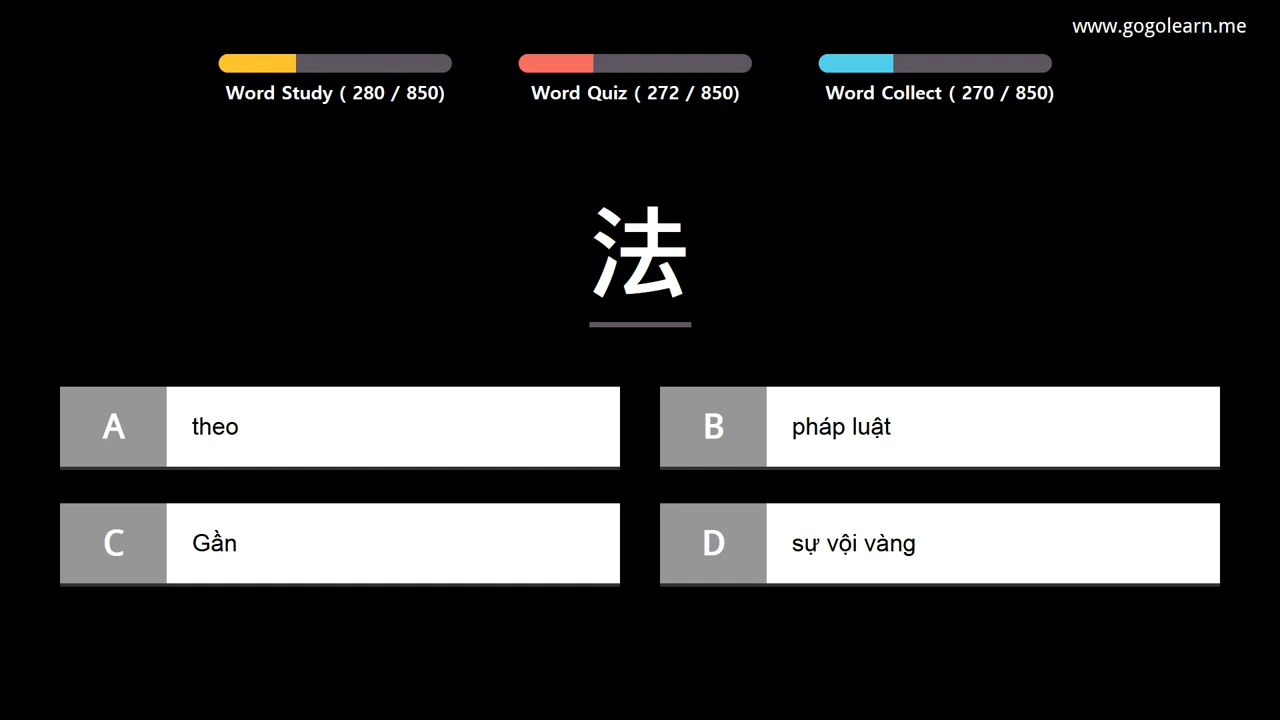 www.gogolearn.me
Word Study ( 280 / 850)
Word Quiz ( 272 / 850)
Word Collect ( 270 / 850)
法
A theo
B pháp luật
C Gần
D sự vội vàng